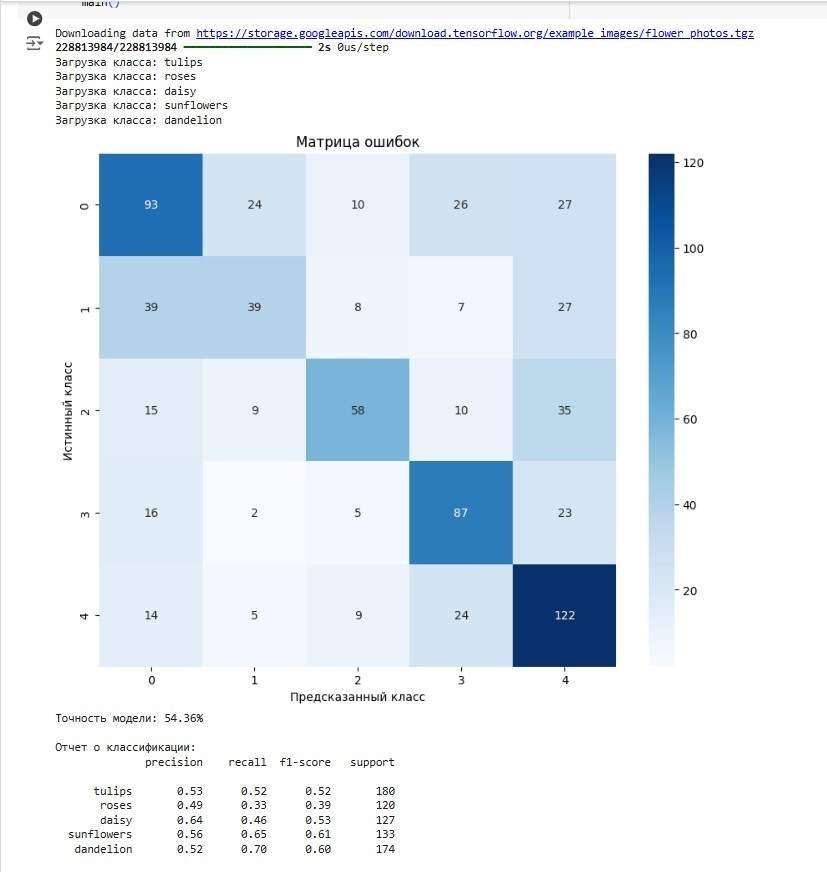 main()
Downloading data from https://storage.googleapis.com/download.tensorflow.org/example_images/flower_photos.tgz
228813984/228813984 ━━━━━━━━━━━━━━━━━━━━ 2s 0us/step
Загрузка класса: tulips
Загрузка класса: roses
Загрузка класса: daisy
Загрузка класса: sunflowers
Загрузка класса: dandelion
Матрица ошибок
0 93 24 10 26 27
1 39 39 8 7 27
2 15 9 58 10 35
3 16 2 5 87 23
4 14 5 9 24 122
Истинный класс
0 1 2 3 4
Предсказанный класс
120
100
80
60
40
20
Точность модели: 54.36%
Отчет о классификации:
precision recall f1-score support
tulips 0.53 0.52 0.52 180
roses 0.49 0.33 0.39 120
daisy 0.64 0.46 0.53 127
sunflowers 0.56 0.65 0.61 133
dandelion 0.52 0.70 0.60 174